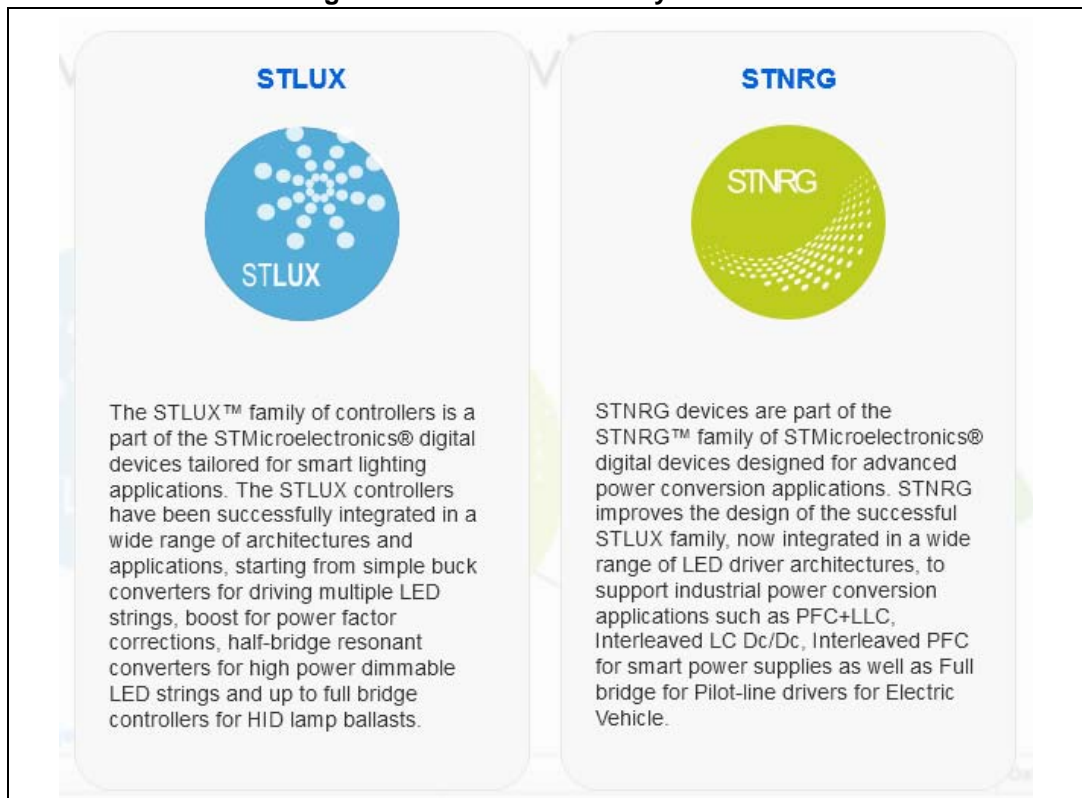 STLUX
STLUX
The STLUX™ family of controllers is a
part of the STMicroelectronics® digital
devices tailored for smart lighting
applications. The STLUX controllers
have been successfully integrated in a
wide range of architectures and
applications, starting from simple buck
converters for driving multiple LED
strings, boost for power factor
corrections, half-bridge resonant
converters for high power dimmable
LED strings and up to full bridge
controllers for HID lamp ballasts.
STNRG
STNRG
STNRG devices are part of the
STNRG™ family of STMicroelectronics®
digital devices designed for advanced
power conversion applications. STNRG
improves the design of the successful
STLUX family, now integrated in a wide
range of LED driver architectures, to
support industrial power conversion
applications such as PFC+LLC,
Interleaved LC Dc/Dc, Interleaved PFC
for smart power supplies as well as Full
bridge for Pilot-line drivers for Electric
Vehicle.